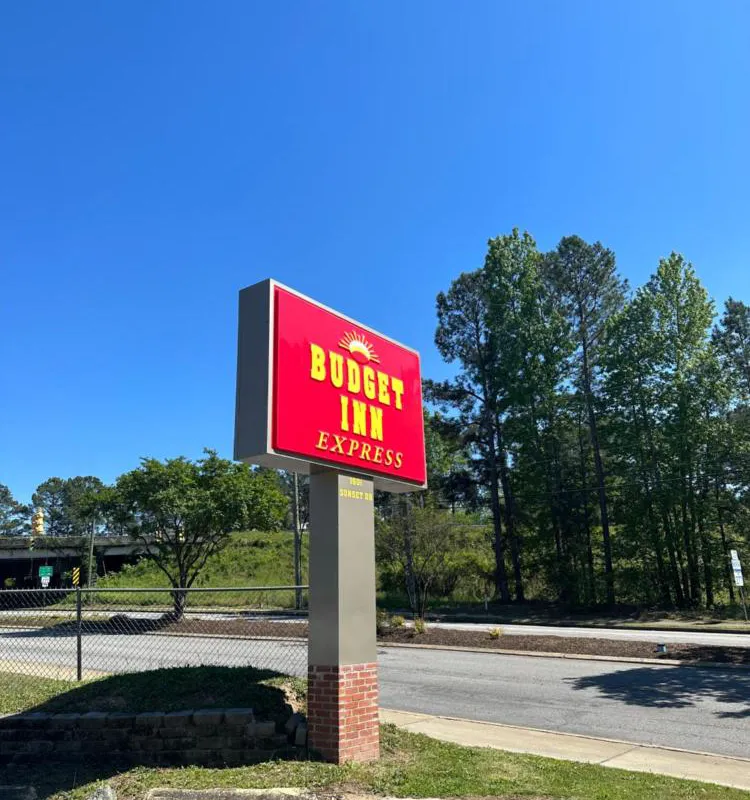 BUDGET
INN
EXPRESS
SUNSET DR